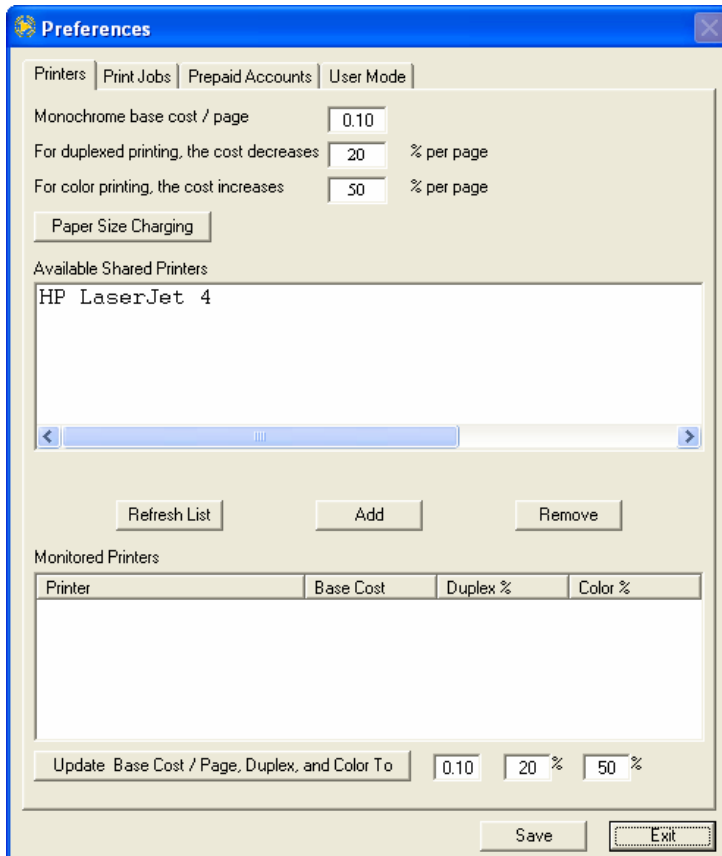 Preferences
Printers Print Jobs Prepaid Accounts User Mode
Monochrome base cost / page 0.10
For duplexed printing, the cost decreases 20 % per page
For color printing, the cost increases 50 % per page
Paper Size Charging
Available Shared Printers
HP LaserJet 4
Refresh List Add Remove
Monitored Printers
Printer Base Cost Duplex % Color %
Update Base Cost / Page, Duplex, and Color To 0.10 20 % 50 %
Save Exit